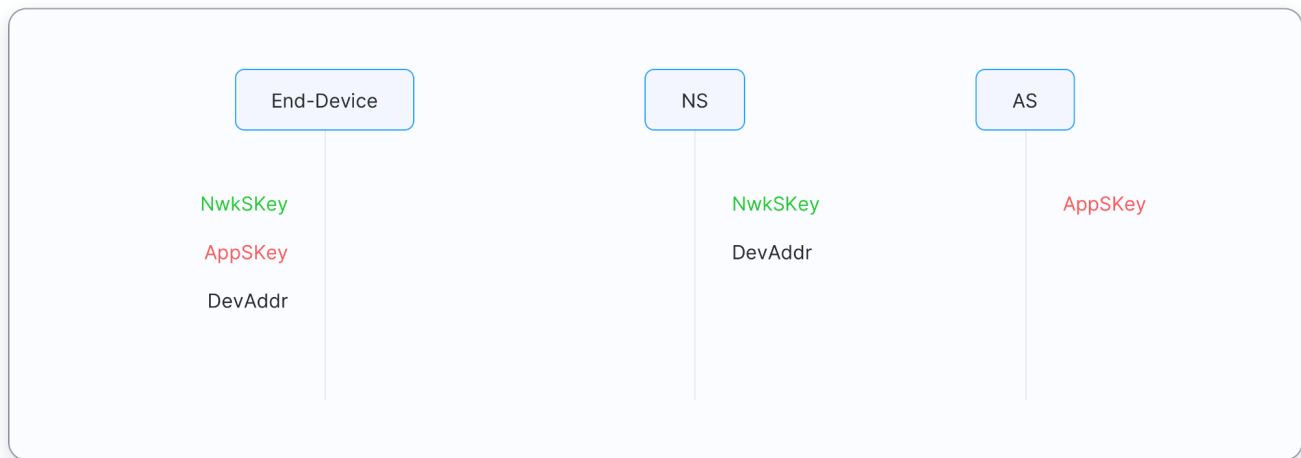 End-Device
NS
AS
NwkSKey
AppSKey
DevAddr
NwkSKey
DevAddr
AppSKey